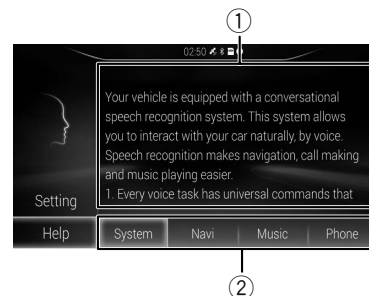 ①
02:50
Your vehicle is equipped with a conversational
speech recognition system. This system allows
you to interact with your car naturally, by voice.
Speech recognition makes navigation, call making
and music playing easier.
1. Every voice task has universal commands that
Setting
Help
System
Navi
Music
Phone
②